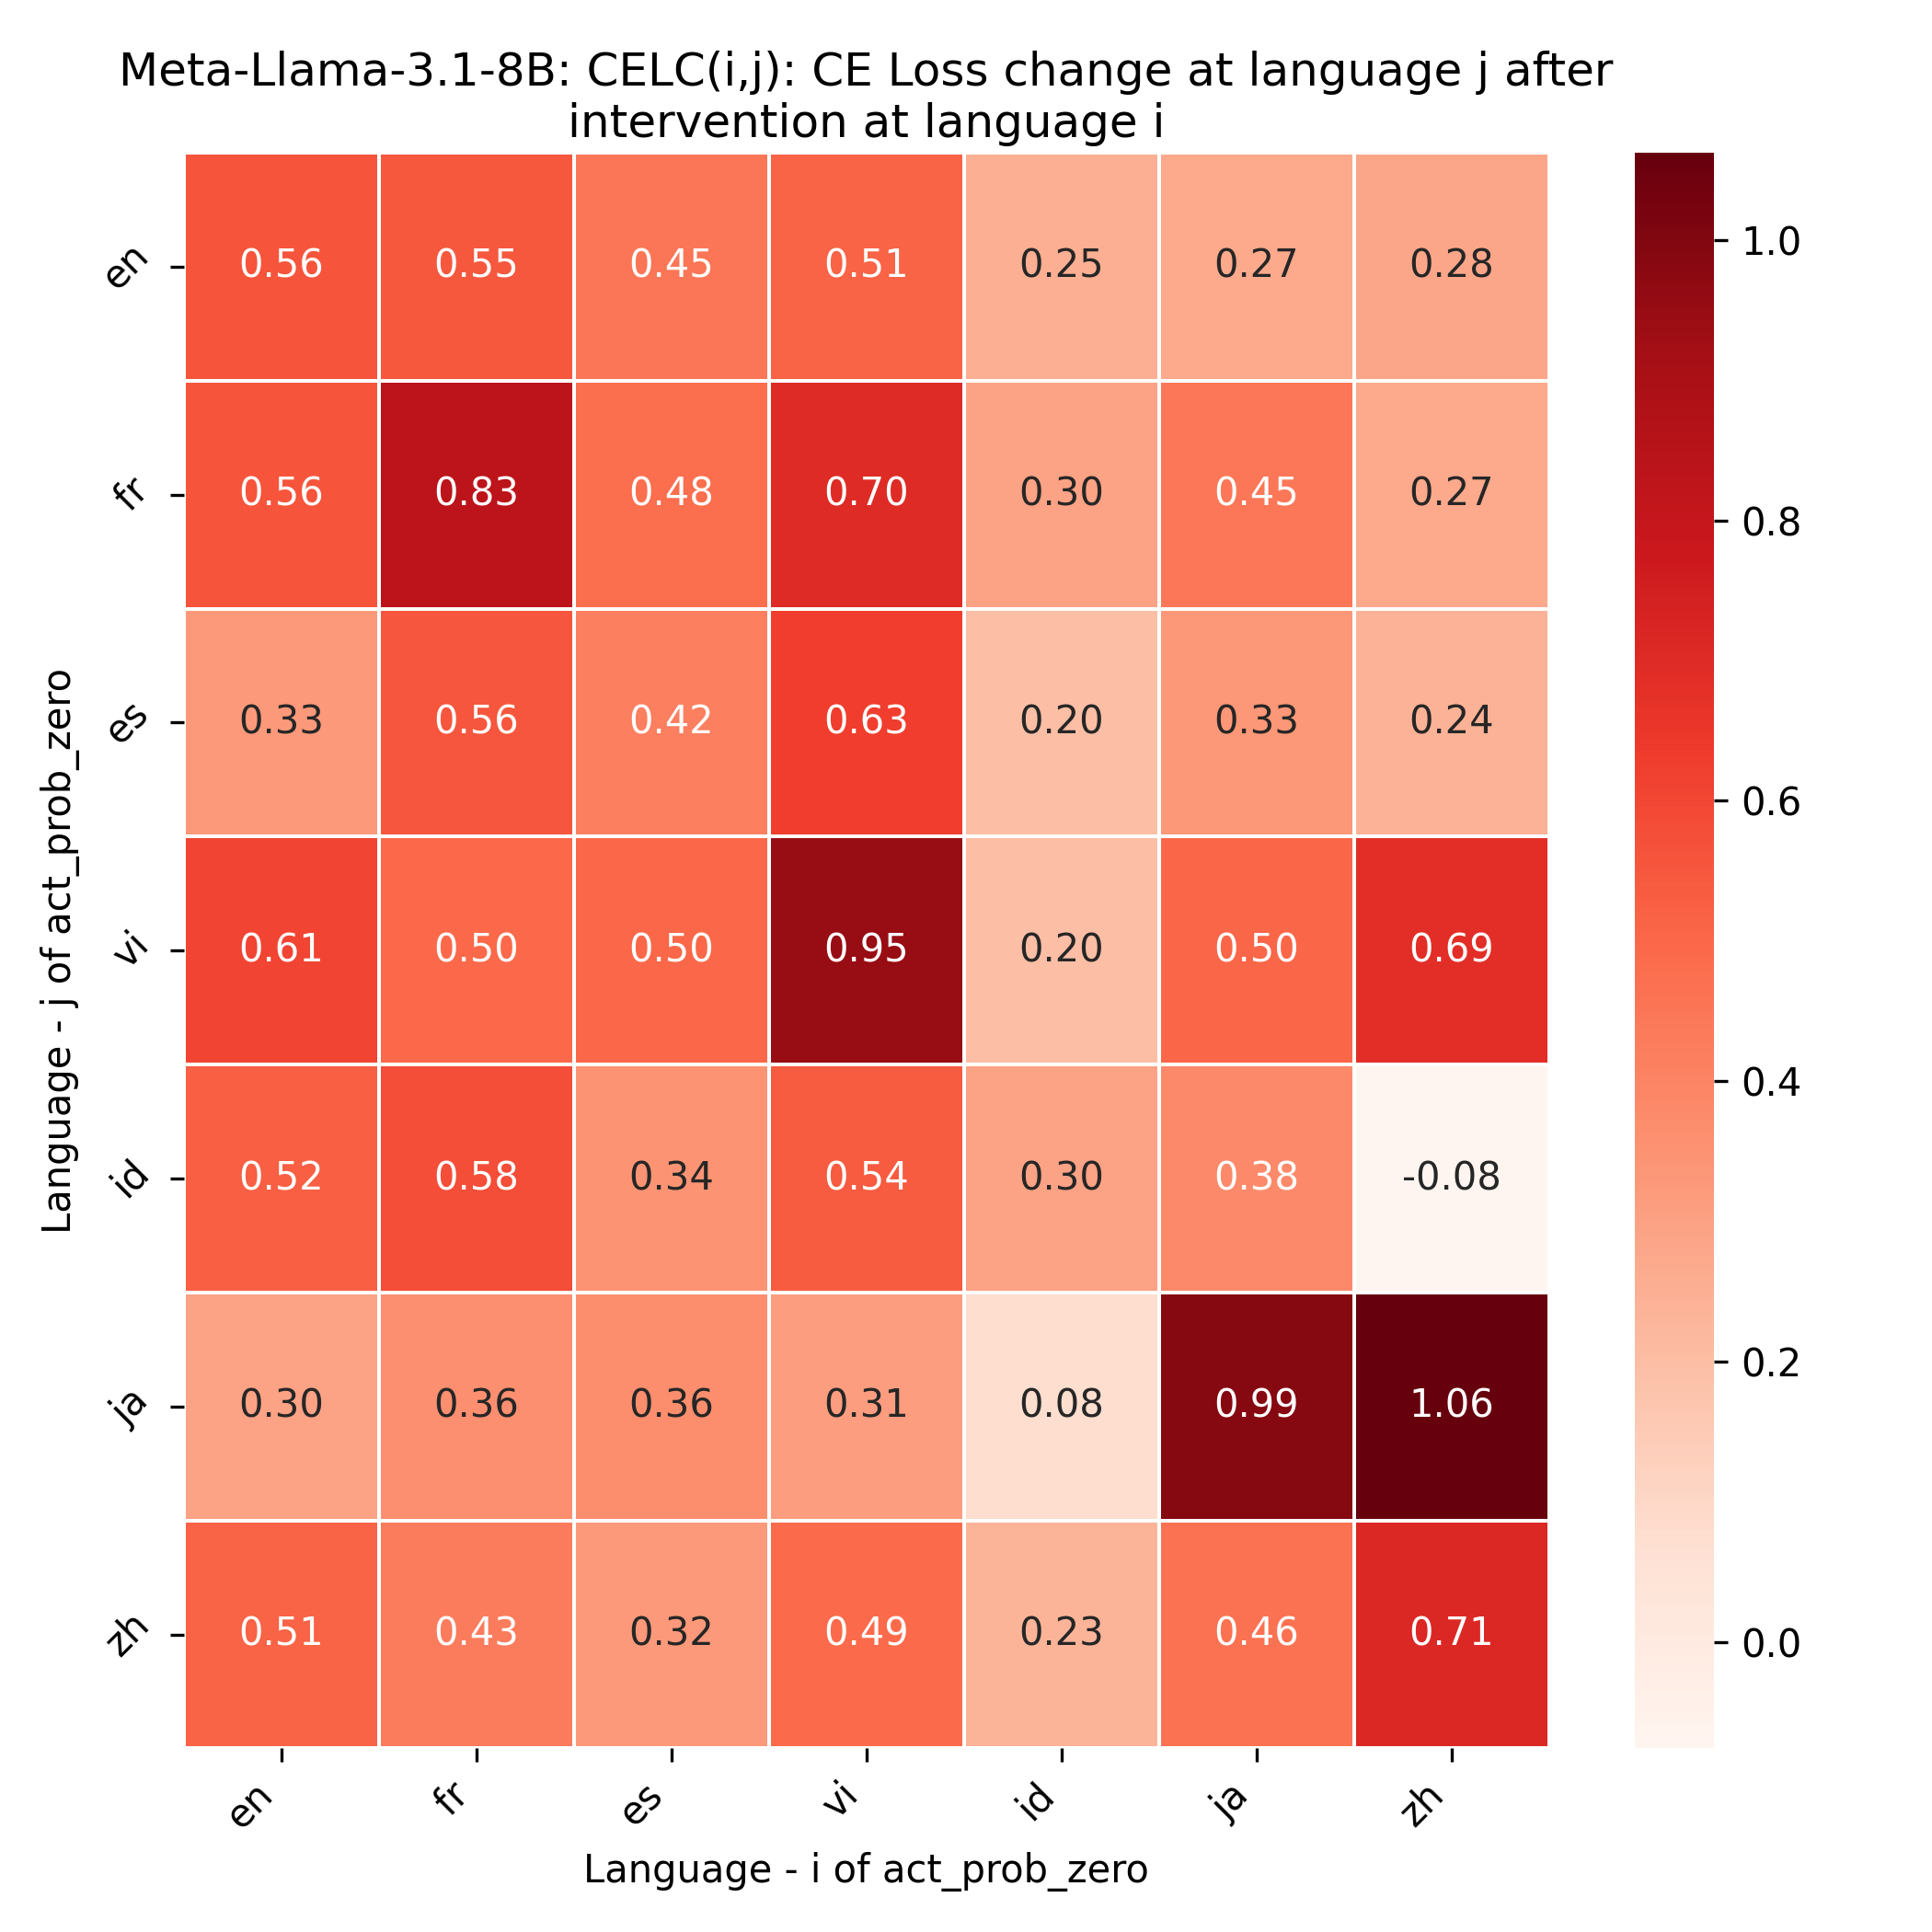 Meta-Llama-3.1-8B: CELC(i,j): CE Loss change at language j after
intervention at language i
en 0.56 0.55 0.45 0.51 0.25 0.27 0.28
fr 0.56 0.83 0.48 0.70 0.30 0.45 0.27
es 0.33 0.56 0.42 0.63 0.20 0.33 0.24
vi 0.61 0.50 0.50 0.95 0.20 0.50 0.69
id 0.52 0.58 0.34 0.54 0.30 0.38 -0.08
ja 0.30 0.36 0.36 0.31 0.08 0.99 1.06
zh 0.51 0.43 0.32 0.49 0.23 0.46 0.71
en fr es vi id ja zh
Language - i of act_prob_zero
Language - j of act_prob_zero
1.0
0.8
0.6
0.4
0.2
0.0